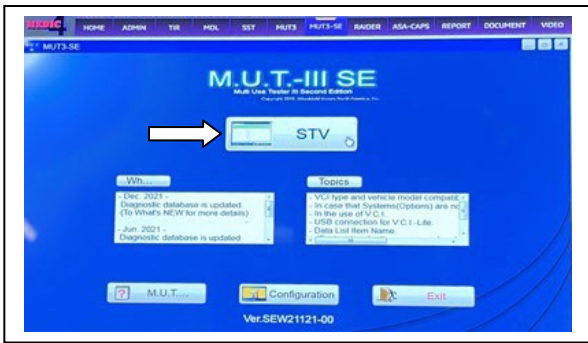 MEDIC 4
HOME ADMIN TIR MDL SST MUT3 MUT3-SE RAIDER ASA-CAPS REPORT DOCUMENT VIDEO
MUT3-SE
M.U.T.-III SE
Multi Use Tester III Second Edition
STV
Wh... Topics
- Dec. 2021 -
Diagnostic database is updated
(To What's NEW for more details)
- Jun. 2021 -
Diagnostic database is updated
- VCI type and vehicle model compatit
- In case that Systems(Options) are nc
- In the use of V.C.I.
- USB connection for V.C.I.-Lite.
- Data List Item Name
M.U.T.... Configuration Exit
Ver.SEW21121-00